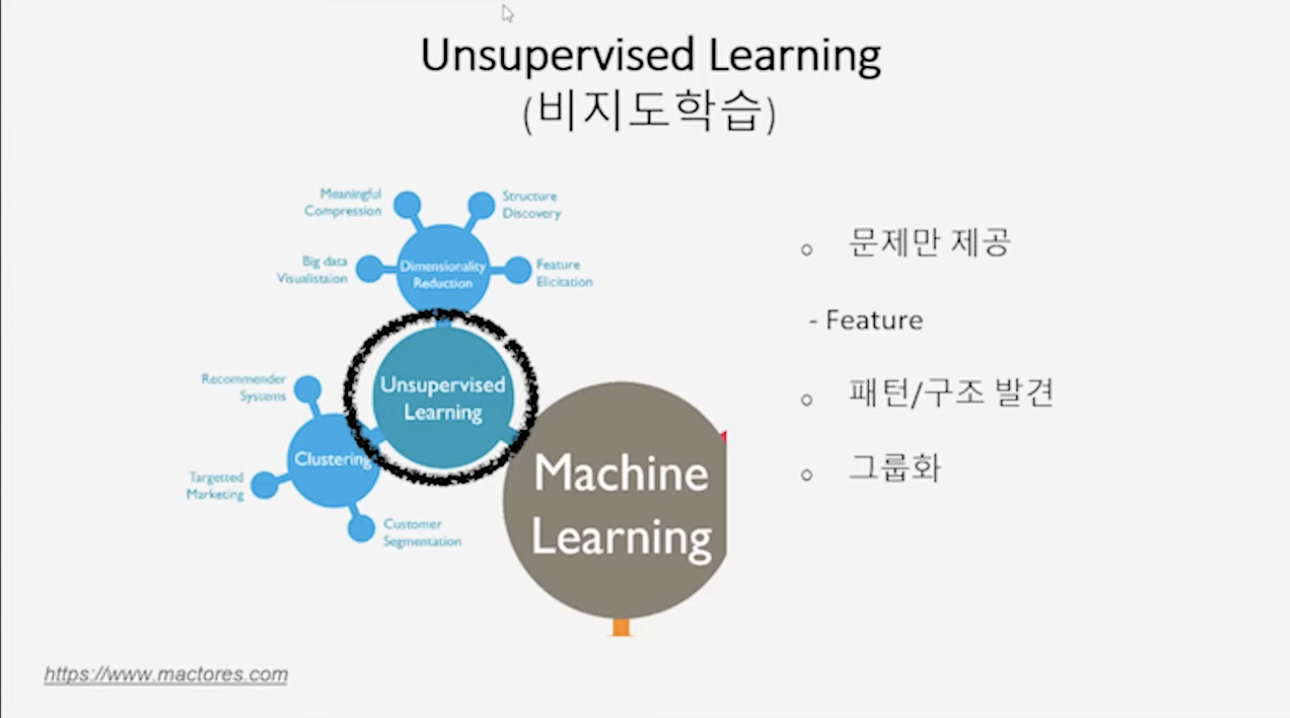 Unsupervised Learning
(비지도학습)
Meaningful
Compression
Structure
Discovery
Big data
Visualistaion
Dimensionality
Reduction
Feature
Elicitation
Unsupervised
Learning
Recommender
Systems
Clustering
Targetted
Marketing
Customer
Segmentation
Machine
Learning
문제만 제공
- Feature
패턴/구조 발견
그룹화
https://www.mactores.com